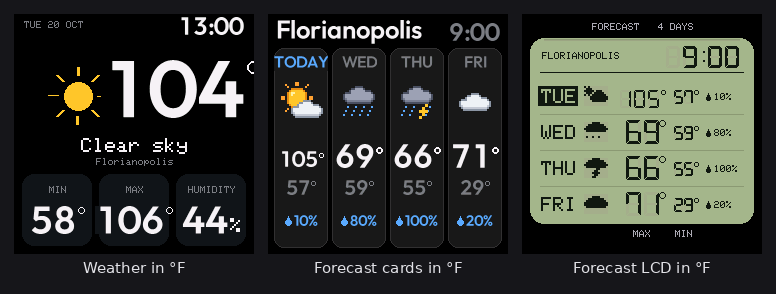 TUE 20 OCT 13:00
104°
Clear sky
Florianopolis
MIN MAX HUMIDITY
58° 106° 44%
Weather in °F
Florianopolis 9:00
TODAY WED THU FRI
105° 69° 66° 71°
57° 59° 55° 29°
10% 80% 100% 20%
Forecast cards in °F
FORECAST 4 DAYS
FLORIANOPOLIS 9:00
TUE 105° 57° 10%
WED 69° 59° 80%
THU 66° 55° 100%
FRI 71° 29° 20%
MAX MIN
Forecast LCD in °F